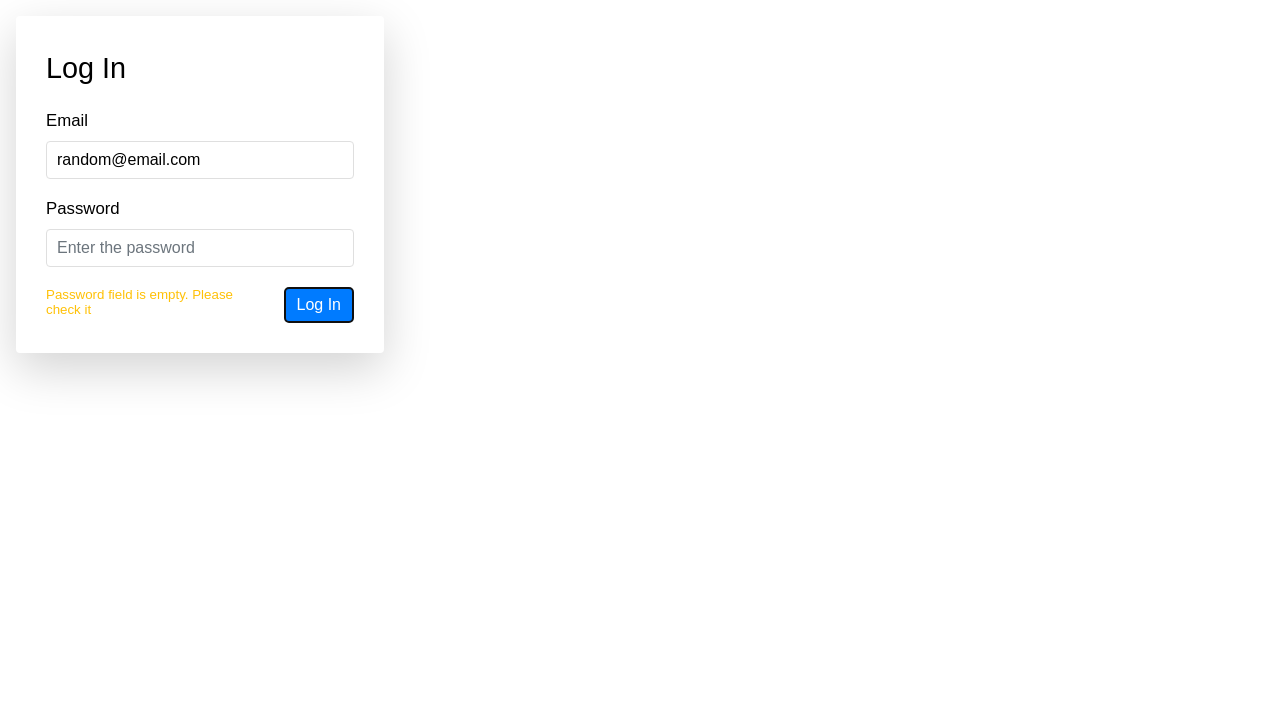 Log In
Email
random@email.com
Password
Enter the password
Password field is empty. Please
check it
Log In